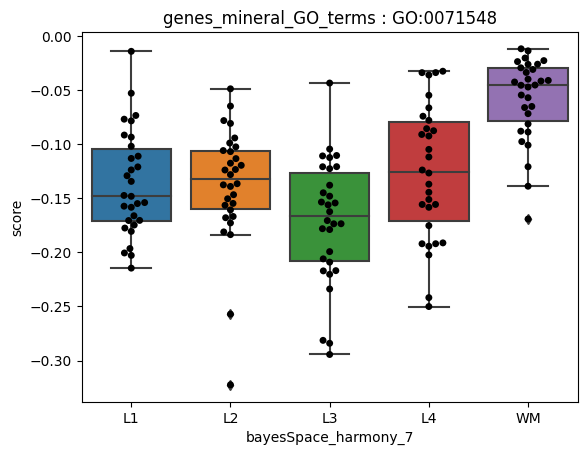 genes_mineral_GO_terms : GO:0071548
0.00
−0.05
−0.10
−0.15
−0.20
−0.25
−0.30
score
L1 L2 L3 L4 WM
bayesSpace_harmony_7